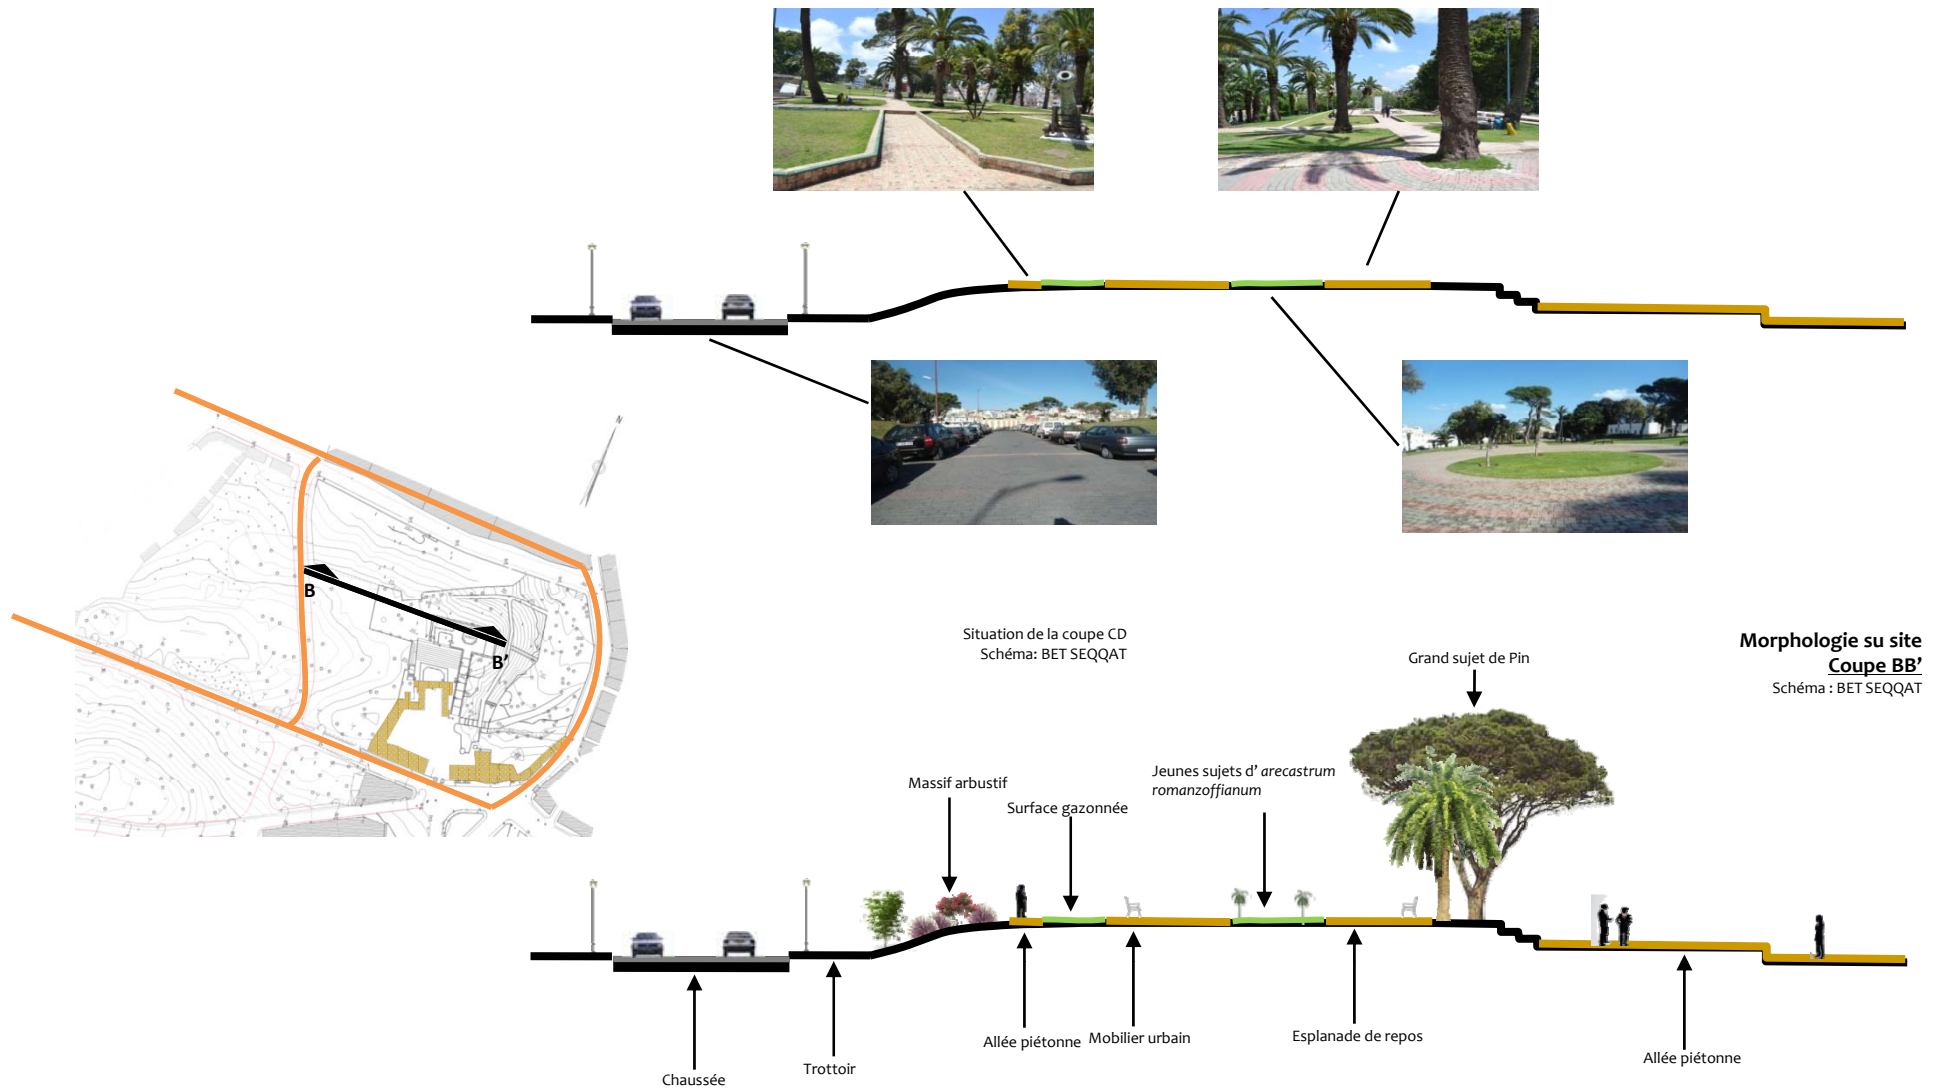 N
B
B'
Situation de la coupe CD
Schéma: BET SEQQAT
Morphologie su site
Coupe BB'
Schéma : BET SEQQAT
Grand sujet de Pin
Jeunes sujets d' arecastrum
romanzoffianum
Massif arbustif
Surface gazonnée
Chaussée
Trottoir
Allée piétonne
Mobilier urbain
Esplanade de repos
Allée piétonne